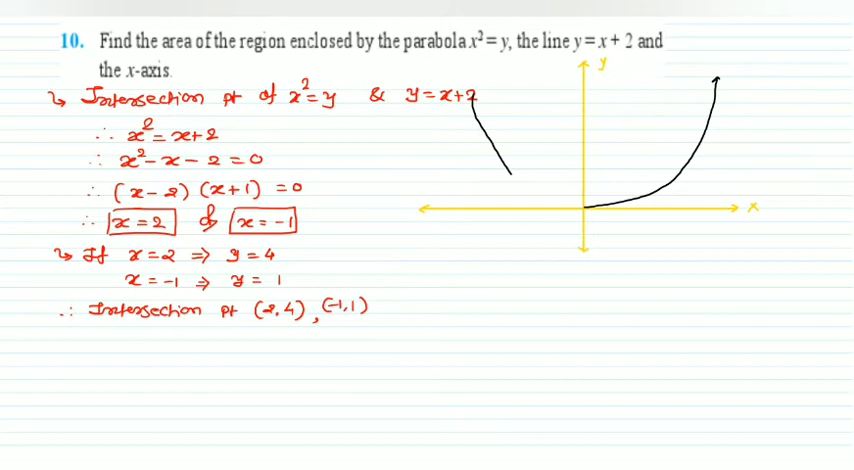 10. Find the area of the region enclosed by the parabola x² = y, the line y = x + 2 and
the x-axis.
↳ Intersection pt of x² = y & y = x+2
∴ x² = x+2
∴ x² - x - 2 = 0
∴ (x-2) (x+1) = 0
∴ x = 2 & x = -1
↳ If x = 2 ⇒ y = 4
x = -1 ⇒ y = 1
∴ Intersection pt (2,4), (-1,1)
y
x